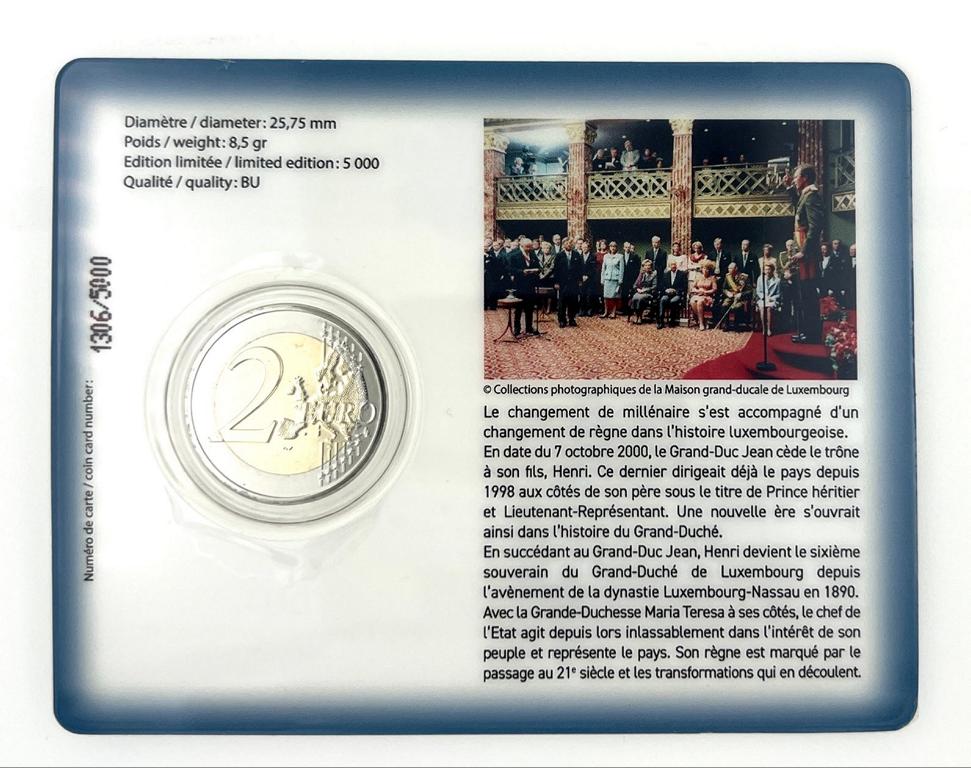 Diamètre / diameter: 25,75 mm
Poids / weight: 8,5 gr
Edition limitée / limited edition: 5 000
Qualité / quality: BU
Numéro de carte / coin card number:
1306/5000
2 EURO
© Collections photographiques de la Maison grand-ducale de Luxembourg
Le changement de millénaire s'est accompagné d'un
changement de règne dans l'histoire luxembourgeoise.
En date du 7 octobre 2000, le Grand-Duc Jean cède le trône
à son fils, Henri. Ce dernier dirigeait déjà le pays depuis
1998 aux côtés de son père sous le titre de Prince héritier
et Lieutenant-Représentant. Une nouvelle ère s'ouvrait
ainsi dans l'histoire du Grand-Duché.
En succédant au Grand-Duc Jean, Henri devient le sixième
souverain du Grand-Duché de Luxembourg depuis
l'avènement de la dynastie Luxembourg-Nassau en 1890.
Avec la Grande-Duchesse Maria Teresa à ses côtés, le chef de
l'Etat agit depuis lors inlassablement dans l'intérêt de son
peuple et représente le pays. Son règne est marqué par le
passage au 21e siècle et les transformations qui en découlent.